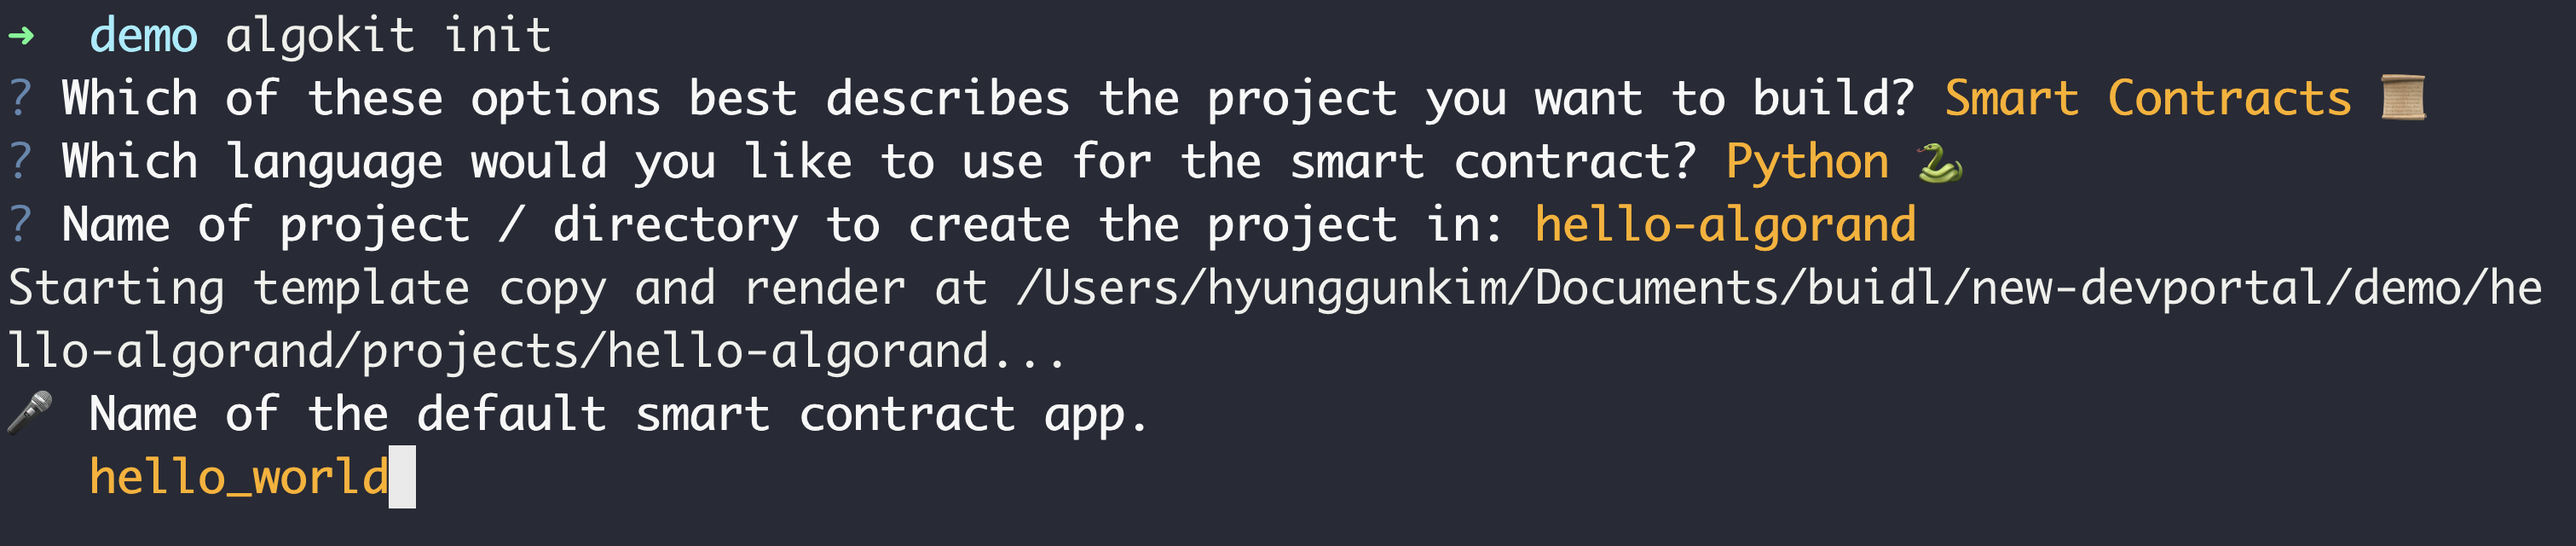 ➜ demo algokit init
? Which of these options best describes the project you want to build? Smart Contracts 📜
? Which language would you like to use for the smart contract? Python 🐍
? Name of project / directory to create the project in: hello-algorand
Starting template copy and render at /Users/hyunggunkim/Documents/buidl/new-devportal/demo/he
llo-algorand/projects/hello-algorand...
🎤 Name of the default smart contract app.
hello_world